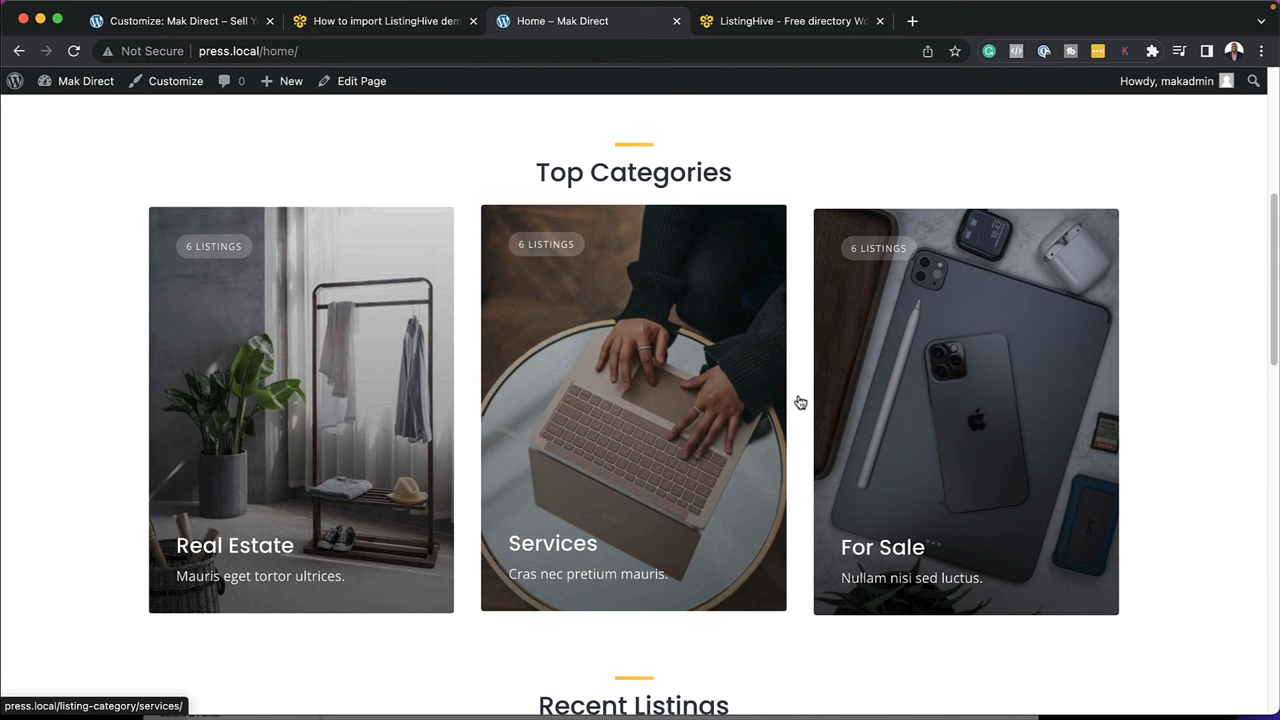 Customize: Mak Direct – Sell Yo
How to import ListingHive dem
Home – Mak Direct
ListingHive - Free directory Wo
Not Secure
press.local/home/
Mak Direct
Customize
0
New
Edit Page
Howdy, makadmin
Top Categories
6 LISTINGS
Real Estate
Mauris eget tortor ultrices.
6 LISTINGS
Services
Cras nec pretium mauris.
6 LISTINGS
For Sale
Nullam nisi sed luctus.
Recent Listings
press.local/listing-category/services/